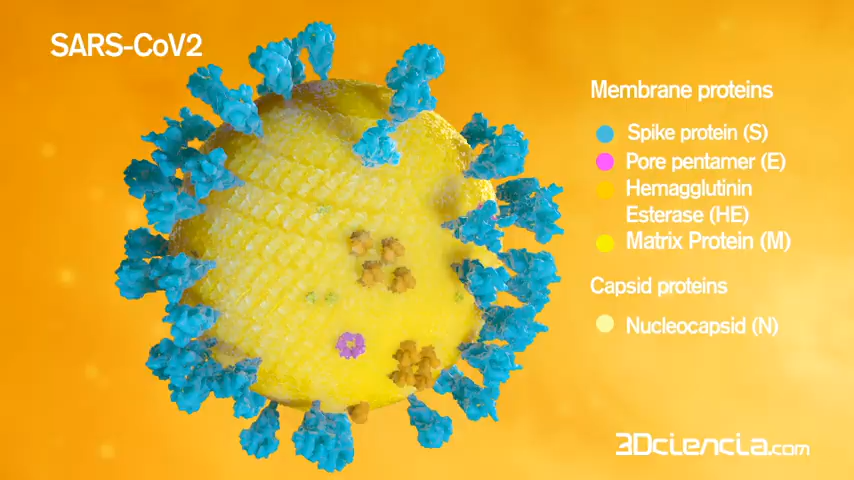 SARS-CoV2
Membrane proteins
Spike protein (S)
Pore pentamer (E)
Hemagglutinin
Esterase (HE)
Matrix Protein (M)
Capsid proteins
Nucleocapsid (N)
3Dciencia.com